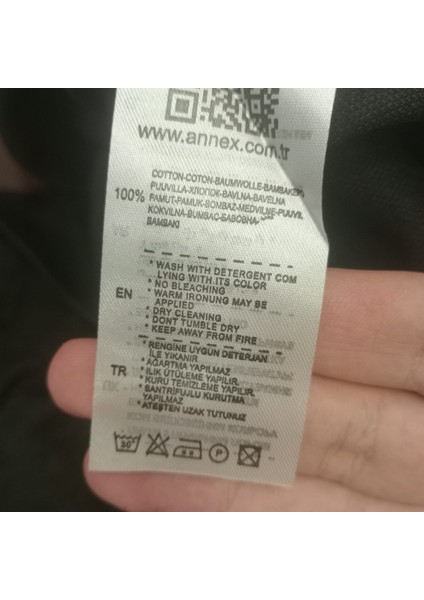 www.annex.com.tr
COTTON-COTON-BAUMWOLLE-BAMBAKEPI
PUUVILLA-ХЛОПОК-BAVLNA-BAVELNA
100% PAMUT-PAMUK-BOMBAZ-MEDVILNE-PUUVIL
KOKVILNA-BUMBAC-БАВОВНА-
BAMBAKI
* WASH WITH DETERGENT COM
LYING WITH ITS COLOR
* NO BLEACHING
EN * WARM IRONUNG MAY BE
APPLIED
* DRY CLEANING
* DONT TUMBLE DRY
* KEEP AWAY FROM FIRE
* RENGİNE UYGUN DETERJAN
İLE YIKANIR
* AĞARTMA YAPILMAZ
TR * ILIK ÜTÜLEME YAPILIR.
* KURU TEMİZLEME YAPILIR.
* SANTRİFUJLU KURUTMA
YAPILMAZ
* ATEŞTEN UZAK TUTUNUZ
30° P